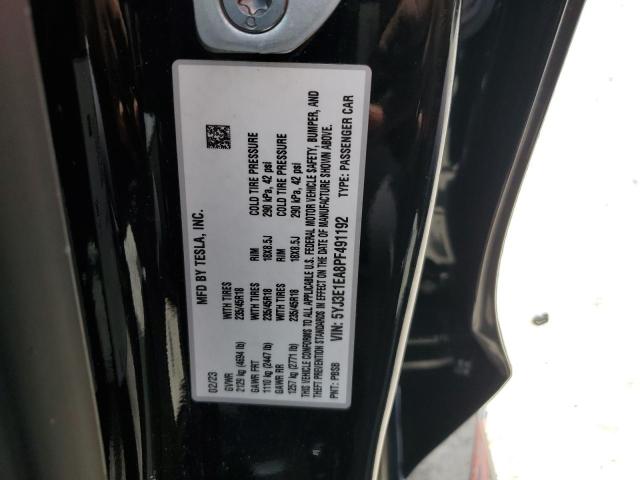 MFD BY TESLA, INC.
02/23
GVWR WITH TIRES RIM COLD TIRE PRESSURE
2129 kg (4694 lb) 235/45R18 18X8.5J 290 kPa, 42 psi
GAWR FRT WITH TIRES RIM COLD TIRE PRESSURE
1110 kg (2447 lb) 235/45R18 18X8.5J 290 kPa, 42 psi
GAWR RR
1257 kg (2771 lb) 235/45R18
THIS VEHICLE CONFORMS TO ALL APPLICABLE U.S. FEDERAL MOTOR VEHICLE SAFETY, BUMPER, AND
THEFT PREVENTION STANDARDS IN EFFECT ON THE DATE OF MANUFACTURE SHOWN ABOVE.
VIN: 5YJ3E1EA8PF491192
PNT: PBSB TYPE: PASSENGER CAR